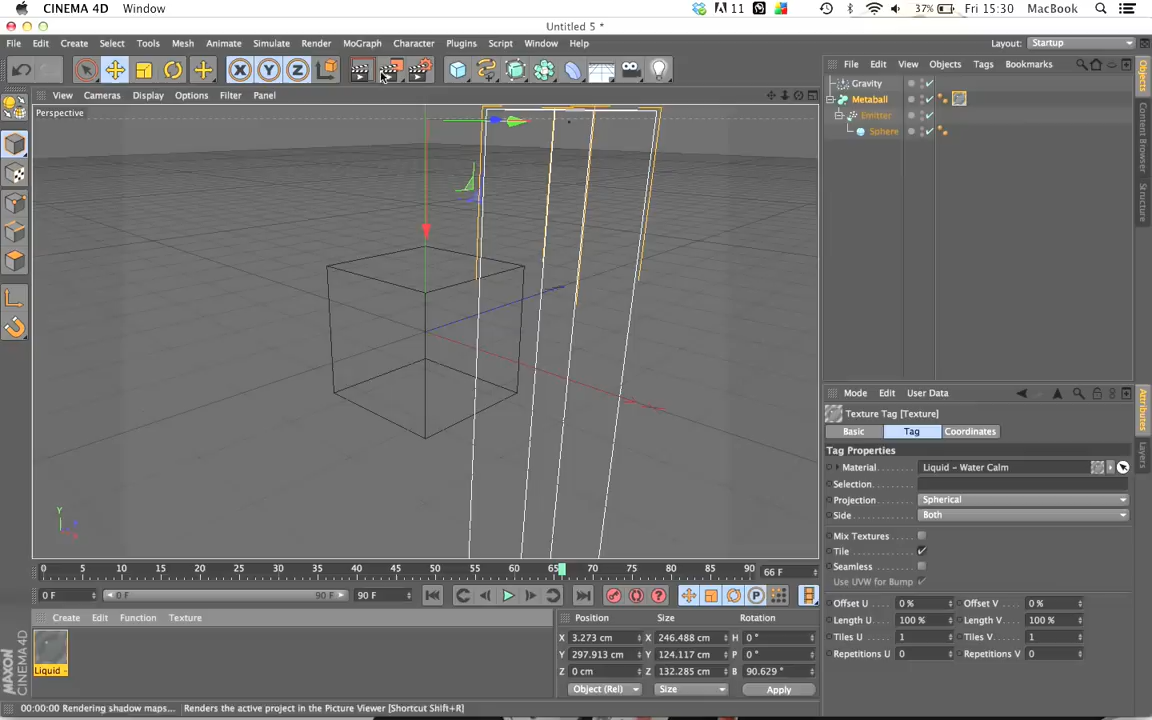 CINEMA 4D Window 11 37% Fri 15:30 MacBook
Untitled 5 *
File Edit Create Select Tools Mesh Animate Simulate Render MoGraph Character Plugins Script Window Help Layout: Startup
File Edit View Objects Tags Bookmarks
View Cameras Display Options Filter Panel
Perspective
Gravity
Metaball
Emitter
Sphere
Objects
Content Browser
Structure
Mode Edit User Data
Texture Tag [Texture]
Basic Tag Coordinates
Tag Properties
Material Liquid - Water Calm
Selection
Projection Spherical
Side Both
Mix Textures
Tile
Seamless
Use UVW for Bump
Offset U 0 % Offset V 0 %
Length U 100 % Length V 100 %
Tiles U 1 Tiles V 1
Repetitions U 0 Repetitions V 0
Attributes
Layers
Y
0 5 10 15 20 25 30 35 40 45 50 55 60 65 70 75 80 85 90 66 F
0 F 0 F 90 F 90 F
Create Edit Function Texture
Liquid -
Position Size Rotation
X 3.273 cm X 246.488 cm H 0 °
Y 297.913 cm Y 124.117 cm P 0 °
Z 0 cm Z 132.285 cm B 90.629 °
Object (Rel) Size Apply
MAXON CINEMA 4D
00:00:00 Rendering shadow maps... Renders the active project in the Picture Viewer [Shortcut Shift+R]